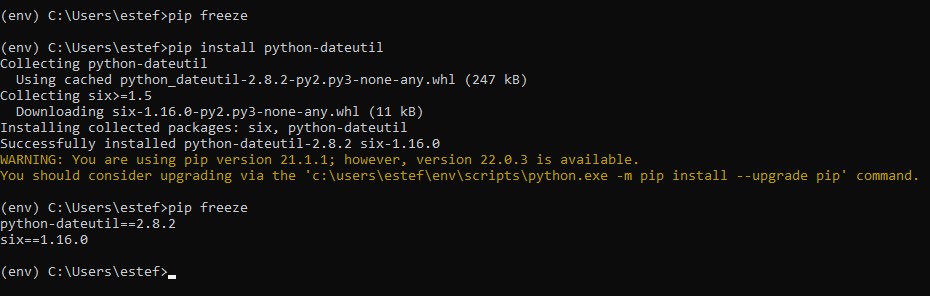 (env) C:\Users\estef>pip freeze
(env) C:\Users\estef>pip install python-dateutil
Collecting python-dateutil
  Using cached python_dateutil-2.8.2-py2.py3-none-any.whl (247 kB)
Collecting six>=1.5
  Downloading six-1.16.0-py2.py3-none-any.whl (11 kB)
Installing collected packages: six, python-dateutil
Successfully installed python-dateutil-2.8.2 six-1.16.0
WARNING: You are using pip version 21.1.1; however, version 22.0.3 is available.
You should consider upgrading via the 'c:\users\estef\env\scripts\python.exe -m pip install --upgrade pip' command.
(env) C:\Users\estef>pip freeze
python-dateutil==2.8.2
six==1.16.0
(env) C:\Users\estef>